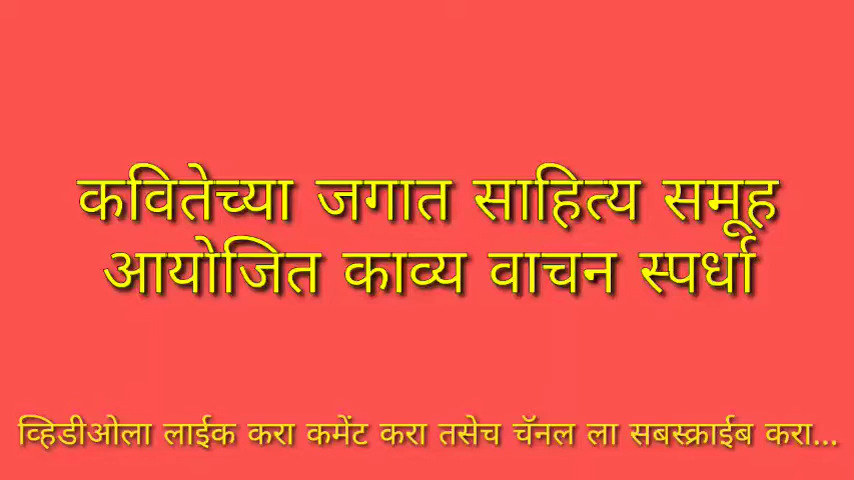 कवितेच्या जगात साहित्य समूह
आयोजित काव्य वाचन स्पर्धा
व्हिडीओला लाईक करा कमेंट करा तसेच चॅनल ला सबस्क्राईब करा...